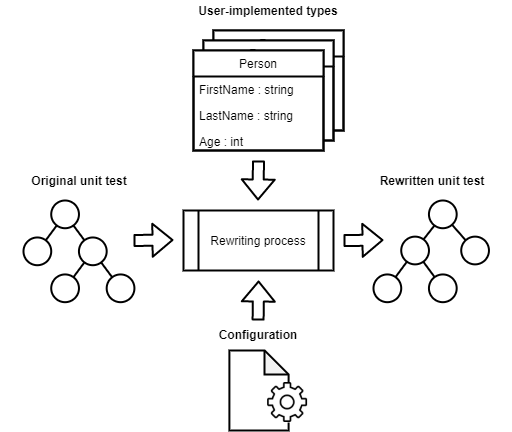 User-implemented types
Person
FirstName : string
LastName : string
Age : int
Original unit test
Rewritten unit test
Rewriting process
Configuration